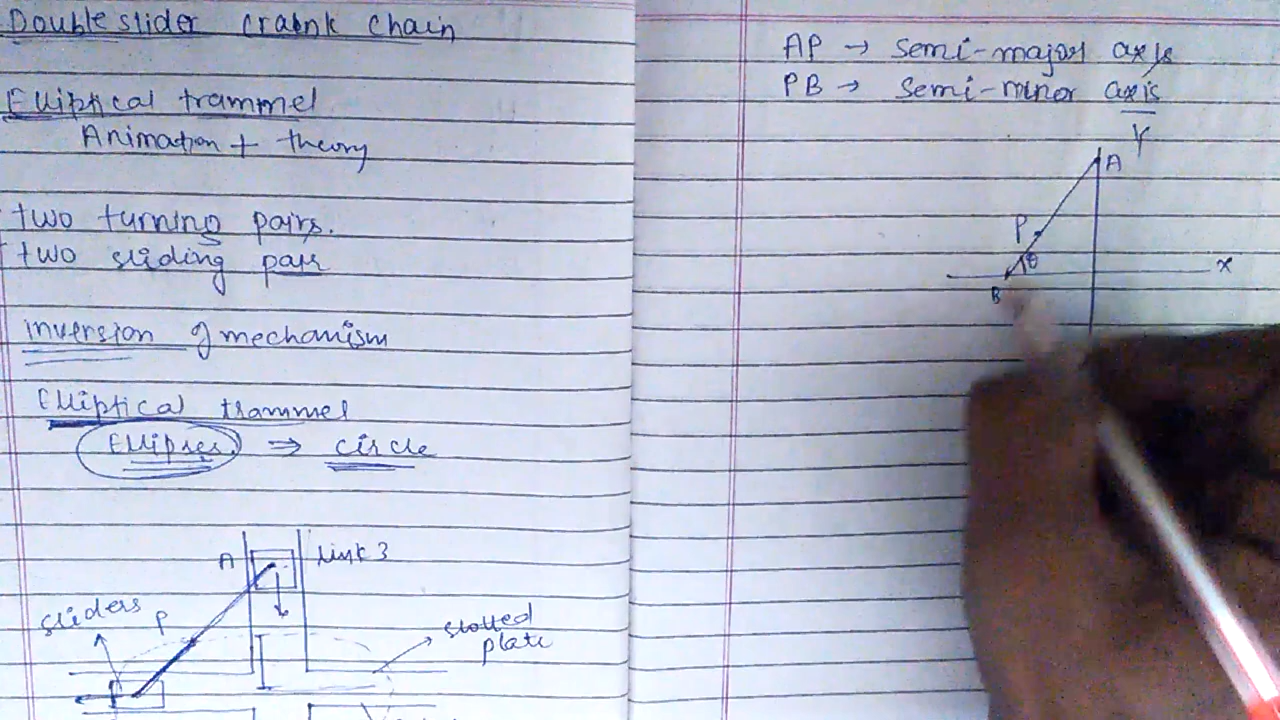 Double slider crank chain
Elliptical trammel
Animation + theory
two turning pairs.
two sliding pair
inversion of mechanism
Elliptical trammel
Ellipses ⇒ circle
A link 3
sliders
P
slotted
plate
AP → semi-major axis
PB → semi-minor axis
Y
A
P
θ
x
B